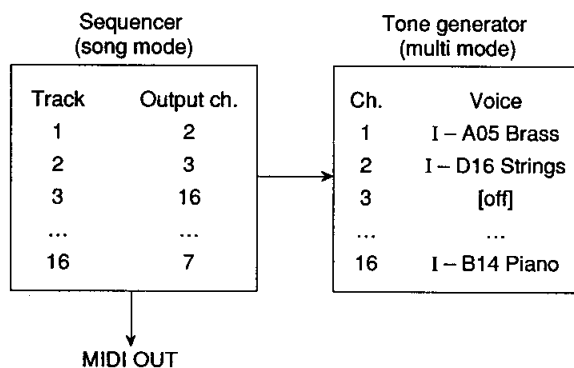 Sequencer
(song mode)
Track Output ch.
1 2
2 3
3 16
... ...
16 7
MIDI OUT
Tone generator
(multi mode)
Ch. Voice
1 I – A05 Brass
2 I – D16 Strings
3 [off]
... ...
16 I – B14 Piano